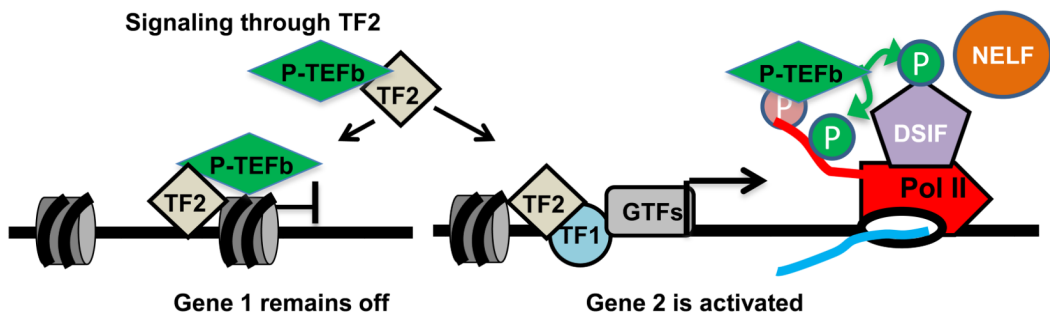 Signaling through TF2
P-TEFb
TF2
P-TEFb
TF2
Gene 1 remains off
TF2
TF1
GTFs
Gene 2 is activated
P-TEFb
P
P
P
NELF
DSIF
Pol II